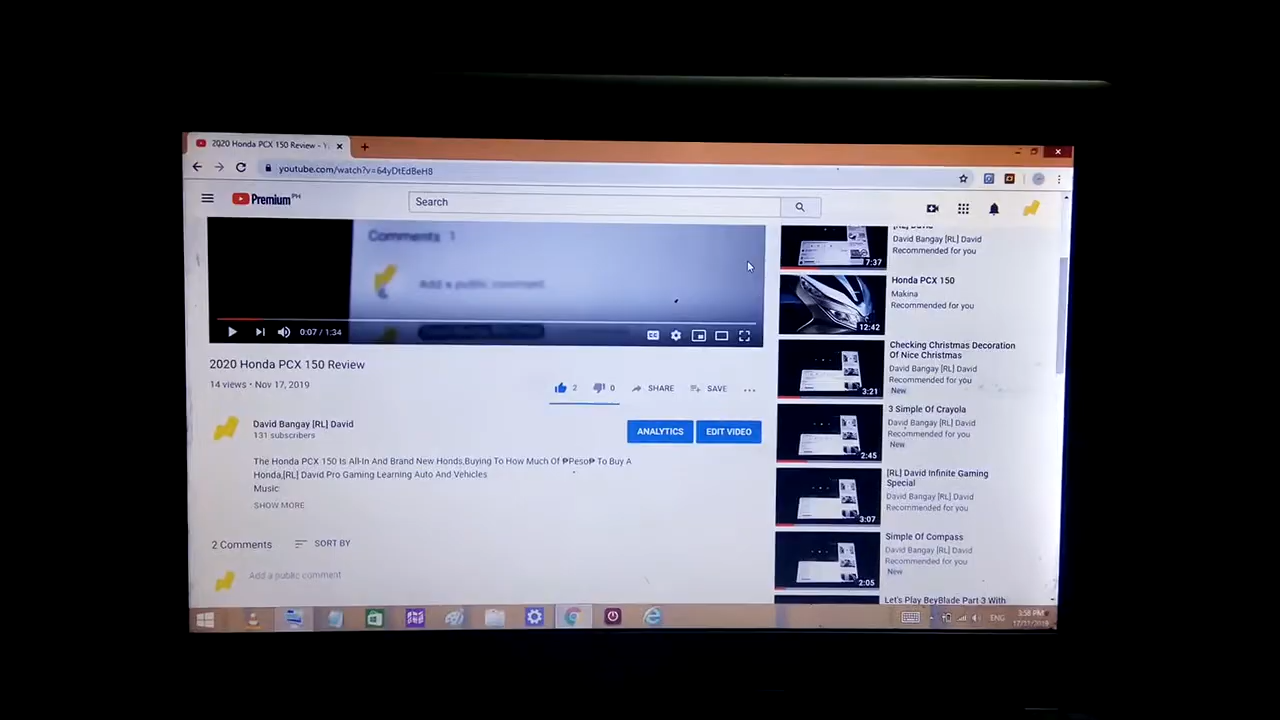 2020 Honda PCX 150 Review - Y
youtube.com/watch?v=64yDtEdBeH8
Premium PH
Search
Comments 1
Add a public comment
0:07 / 1:34
2020 Honda PCX 150 Review
14 views • Nov 17, 2019
2
0
SHARE
SAVE
David Bangay [RL] David
131 subscribers
ANALYTICS
EDIT VIDEO
The Honda PCX 150 Is All-In And Brand New Honds,Buying To How Much Of ₱Peso₱ To Buy A
Honda,[RL] David Pro Gaming Learning Auto And Vehicles
Music
SHOW MORE
2 Comments
SORT BY
Add a public comment
[RL] David
David Bangay [RL] David
Recommended for you
7:37
Honda PCX 150
Makina
Recommended for you
12:42
Checking Christmas Decoration
Of Nice Christmas
David Bangay [RL] David
Recommended for you
New
3:21
3 Simple Of Crayola
David Bangay [RL] David
Recommended for you
New
2:45
[RL] David Infinite Gaming
Special
David Bangay [RL] David
Recommended for you
3:07
Simple Of Compass
David Bangay [RL] David
Recommended for you
New
2:05
Let's Play BeyBlade Part 3 With
ENG
3:58 PM